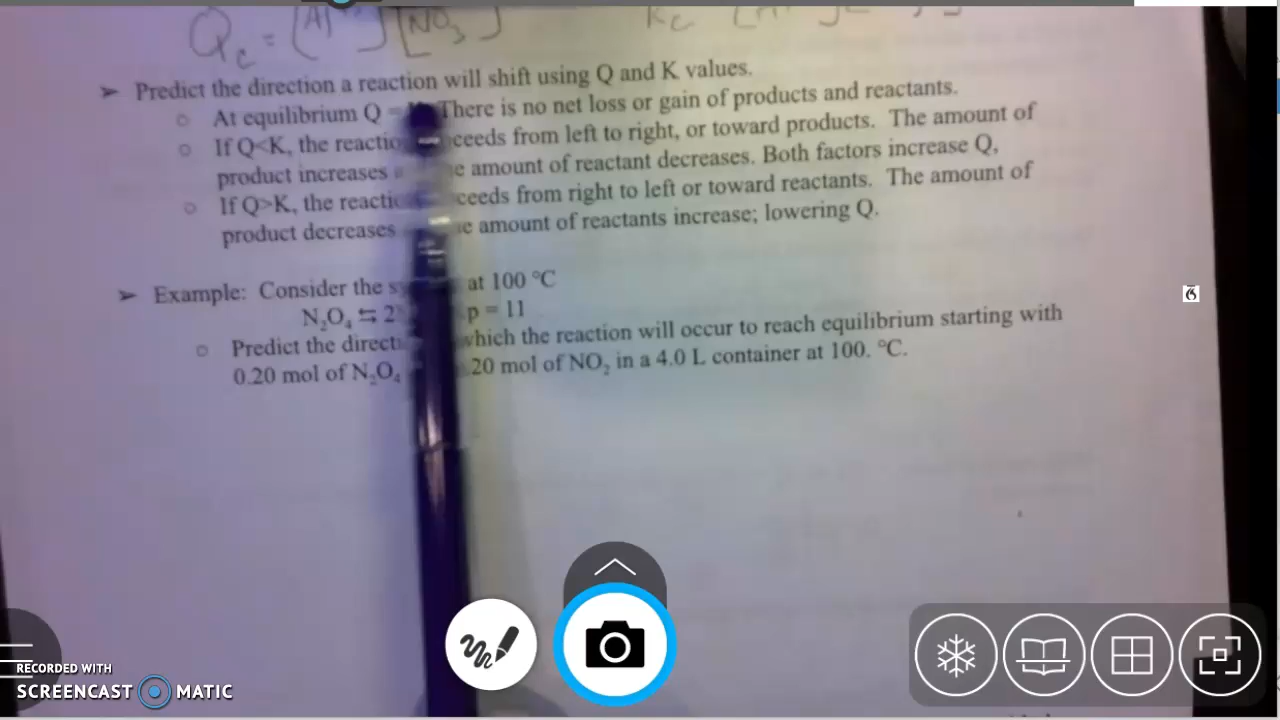 Qc = [Al ] [NO3 ] Kc
➤ Predict the direction a reaction will shift using Q and K values.
○ At equilibrium Q = There is no net loss or gain of products and reactants.
○ If Q<K, the reactio ceeds from left to right, or toward products. The amount of
product increases amount of reactant decreases. Both factors increase Q,
○ If Q>K, the reactio ceeds from right to left or toward reactants. The amount of
product decreases amount of reactants increase; lowering Q.
➤ Example: Consider the s at 100 °C
N₂O₄ ⇆ 2 p = 11
○ Predict the directi which the reaction will occur to reach equilibrium starting with
0.20 mol of N₂O₄ .20 mol of NO₂ in a 4.0 L container at 100. °C.
RECORDED WITH
SCREENCAST MATIC